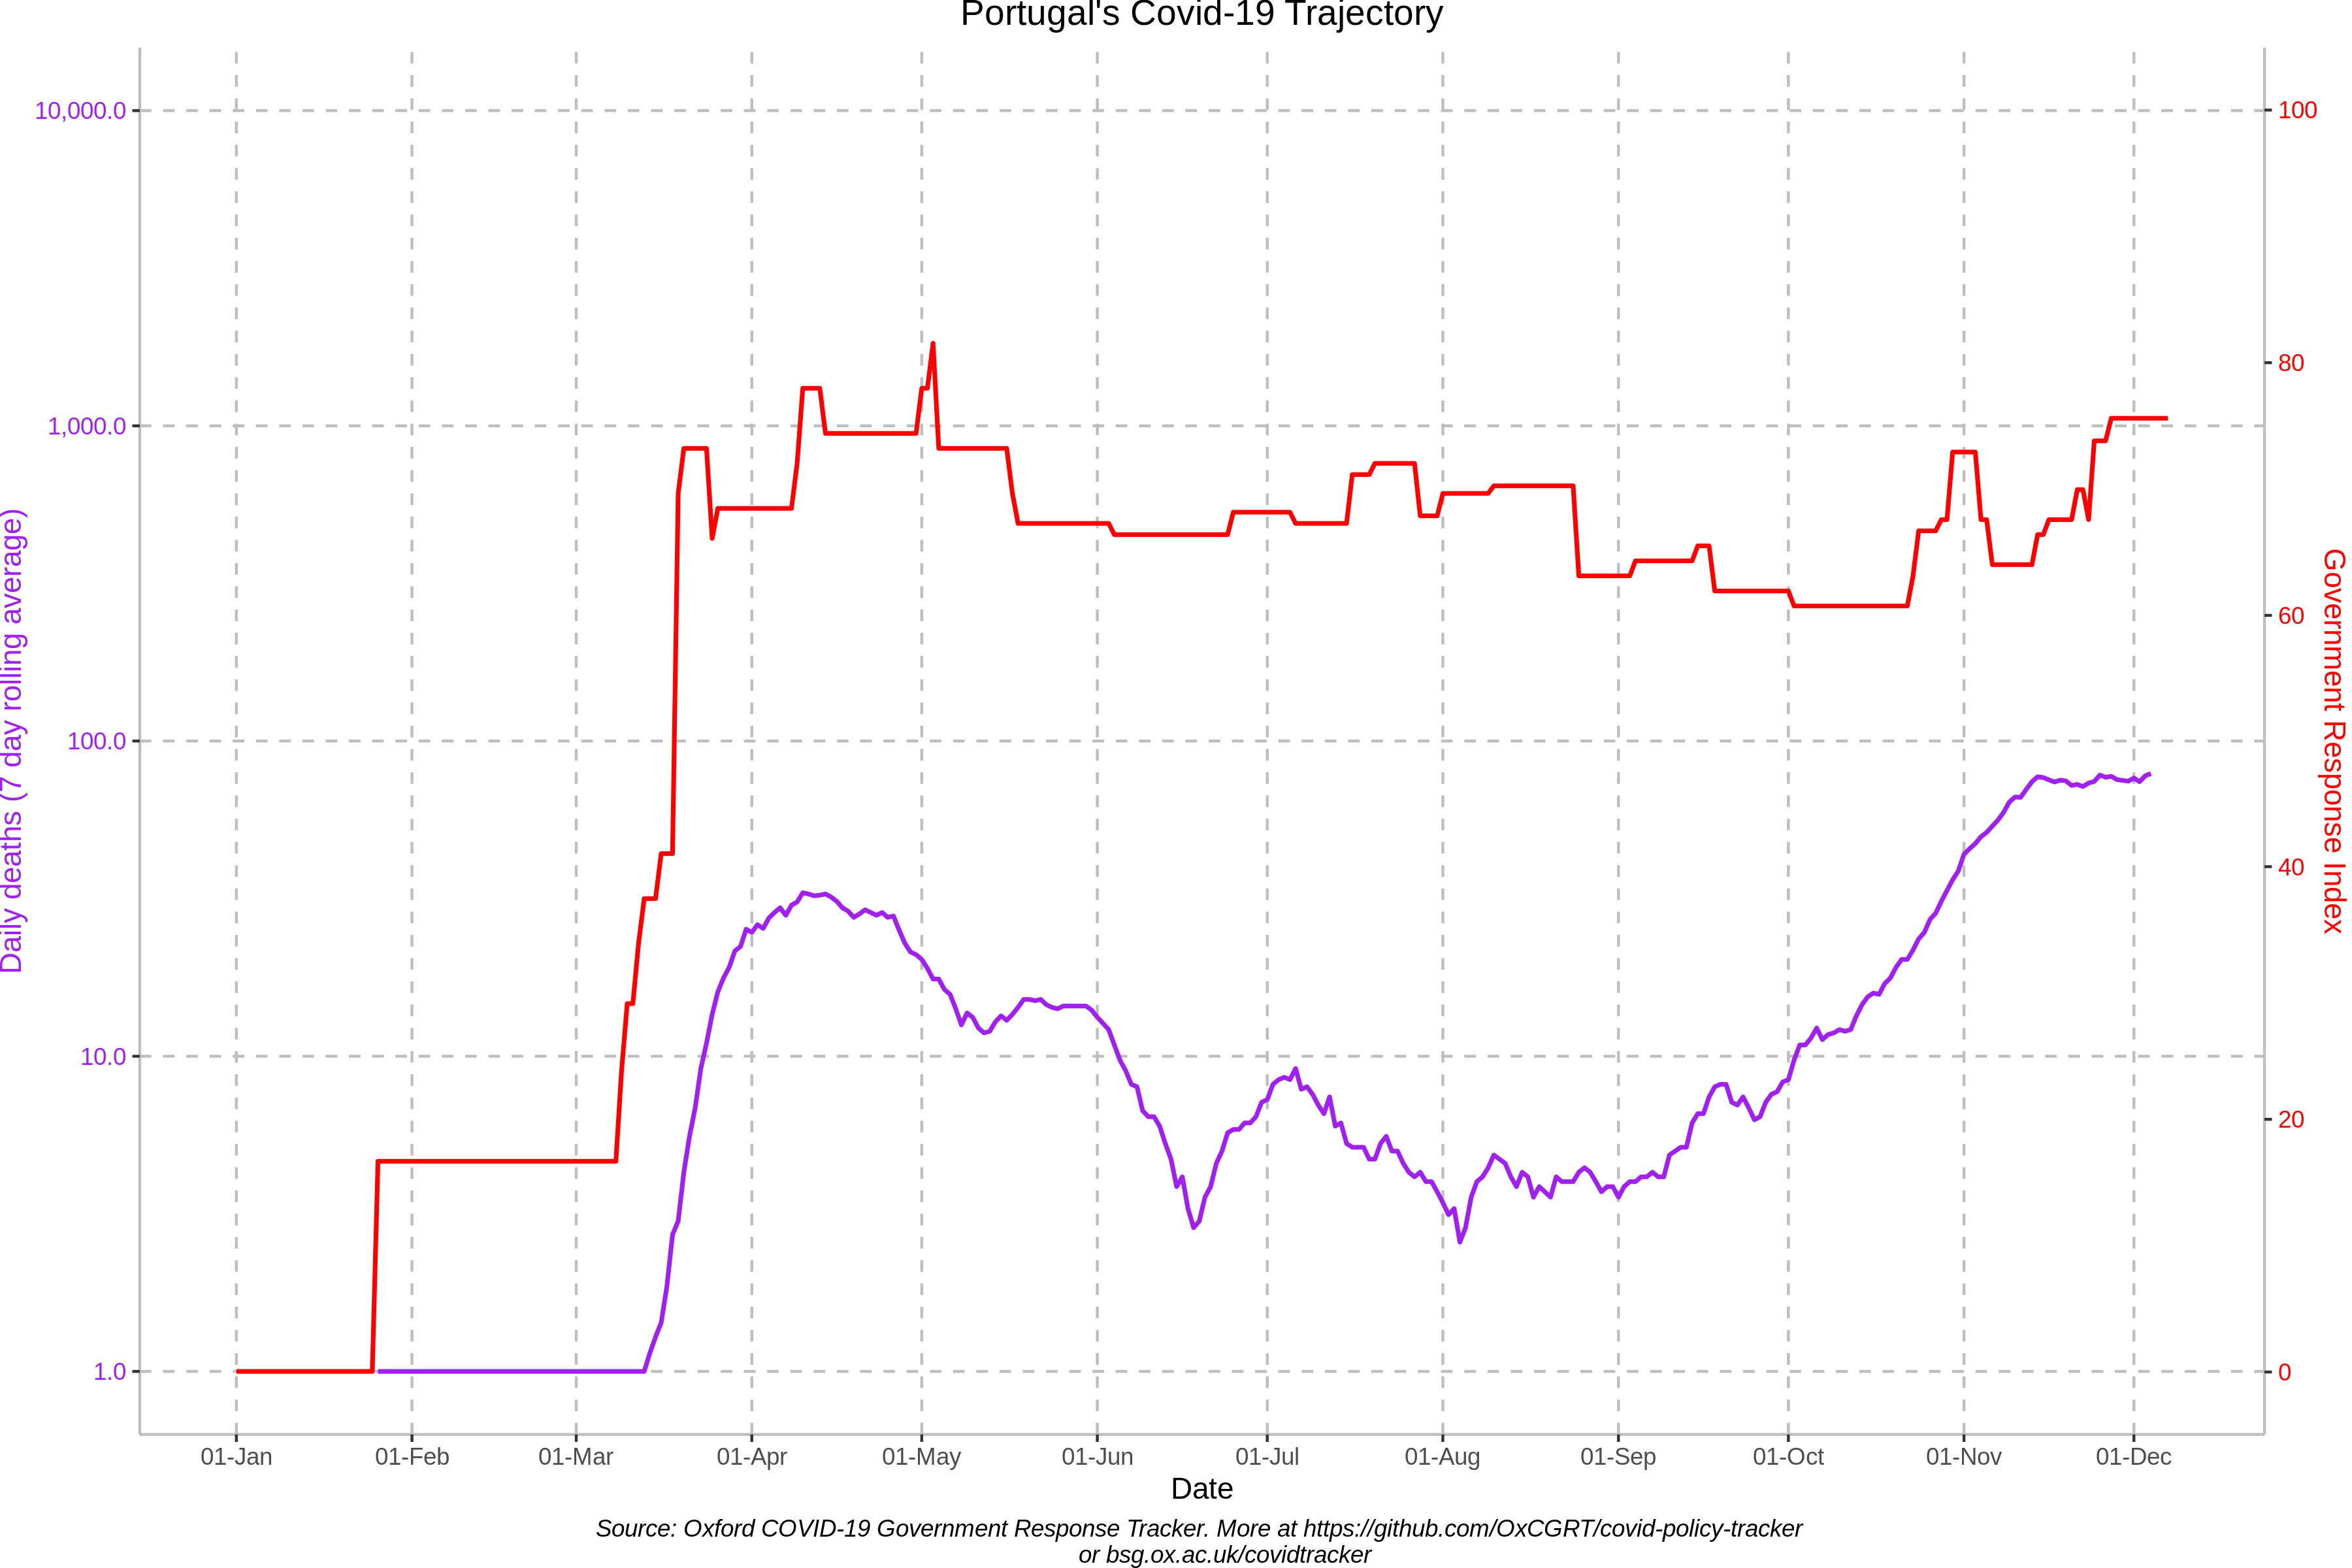 Portugal's Covid-19 Trajectory
Daily deaths (7 day rolling average)
10,000.0
1,000.0
100.0
10.0
1.0
100
80
60
40
20
0
Government Response Index
01-Jan
01-Feb
01-Mar
01-Apr
01-May
01-Jun
01-Jul
01-Aug
01-Sep
01-Oct
01-Nov
01-Dec
Date
Source: Oxford COVID-19 Government Response Tracker. More at https://github.com/OxCGRT/covid-policy-tracker
or bsg.ox.ac.uk/covidtracker